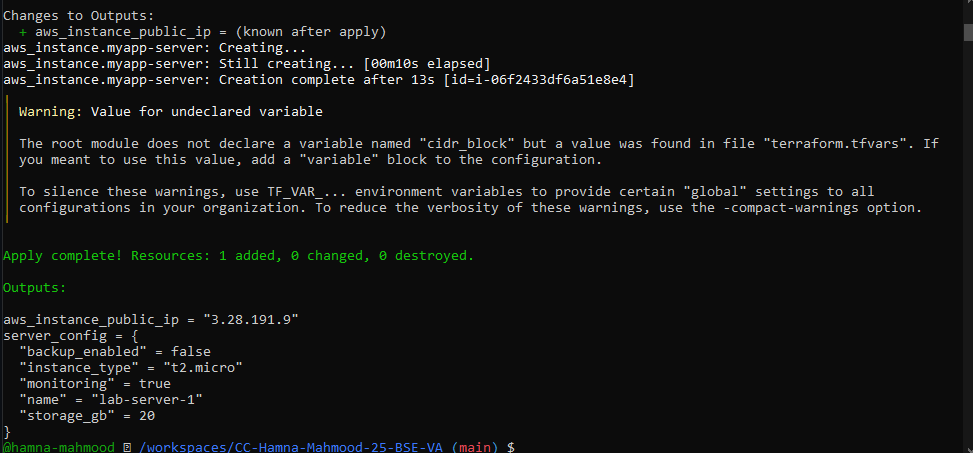 Changes to Outputs:
  + aws_instance_public_ip = (known after apply)
aws_instance.myapp-server: Creating...
aws_instance.myapp-server: Still creating... [00m10s elapsed]
aws_instance.myapp-server: Creation complete after 13s [id=i-06f2433df6a51e8e4]
Warning: Value for undeclared variable
The root module does not declare a variable named "cidr_block" but a value was found in file "terraform.tfvars". If
you meant to use this value, add a "variable" block to the configuration.
To silence these warnings, use TF_VAR_... environment variables to provide certain "global" settings to all
configurations in your organization. To reduce the verbosity of these warnings, use the -compact-warnings option.
Apply complete! Resources: 1 added, 0 changed, 0 destroyed.
Outputs:
aws_instance_public_ip = "3.28.191.9"
server_config = {
  "backup_enabled" = false
  "instance_type" = "t2.micro"
  "monitoring" = true
  "name" = "lab-server-1"
  "storage_gb" = 20
}
@hamna-mahmood /workspaces/CC-Hamna-Mahmood-25-BSE-VA (main) $